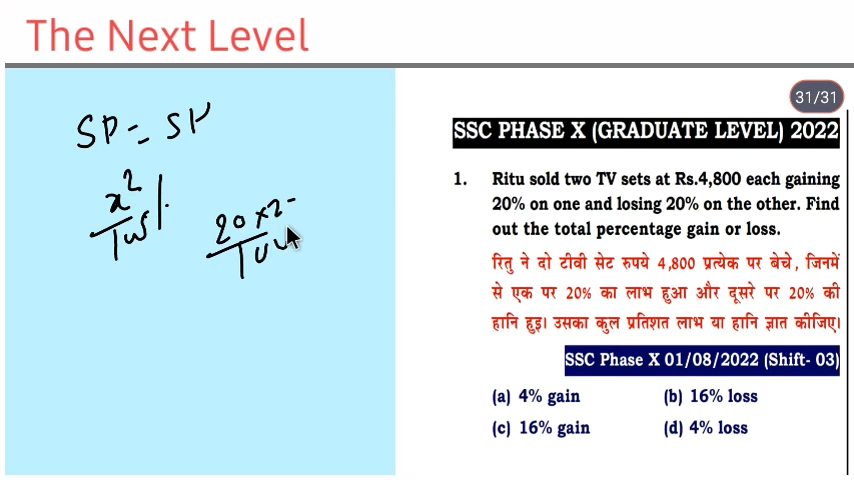 The Next Level
31/31
SP = SP
x²
/100 %
20 x 2
SSC PHASE X (GRADUATE LEVEL) 2022
1. Ritu sold two TV sets at Rs.4,800 each gaining
20% on one and losing 20% on the other. Find
out the total percentage gain or loss.
रितु ने दो टीवी सेट रुपये 4,800 प्रत्येक पर बेचे, जिनमें
से एक पर 20% का लाभ हुआ और दूसरे पर 20% की
हानि हुइ। उसका कुल प्रतिशत लाभ या हानि ज्ञात कीजिए।
SSC Phase X 01/08/2022 (Shift- 03)
(a) 4% gain (b) 16% loss
(c) 16% gain (d) 4% loss